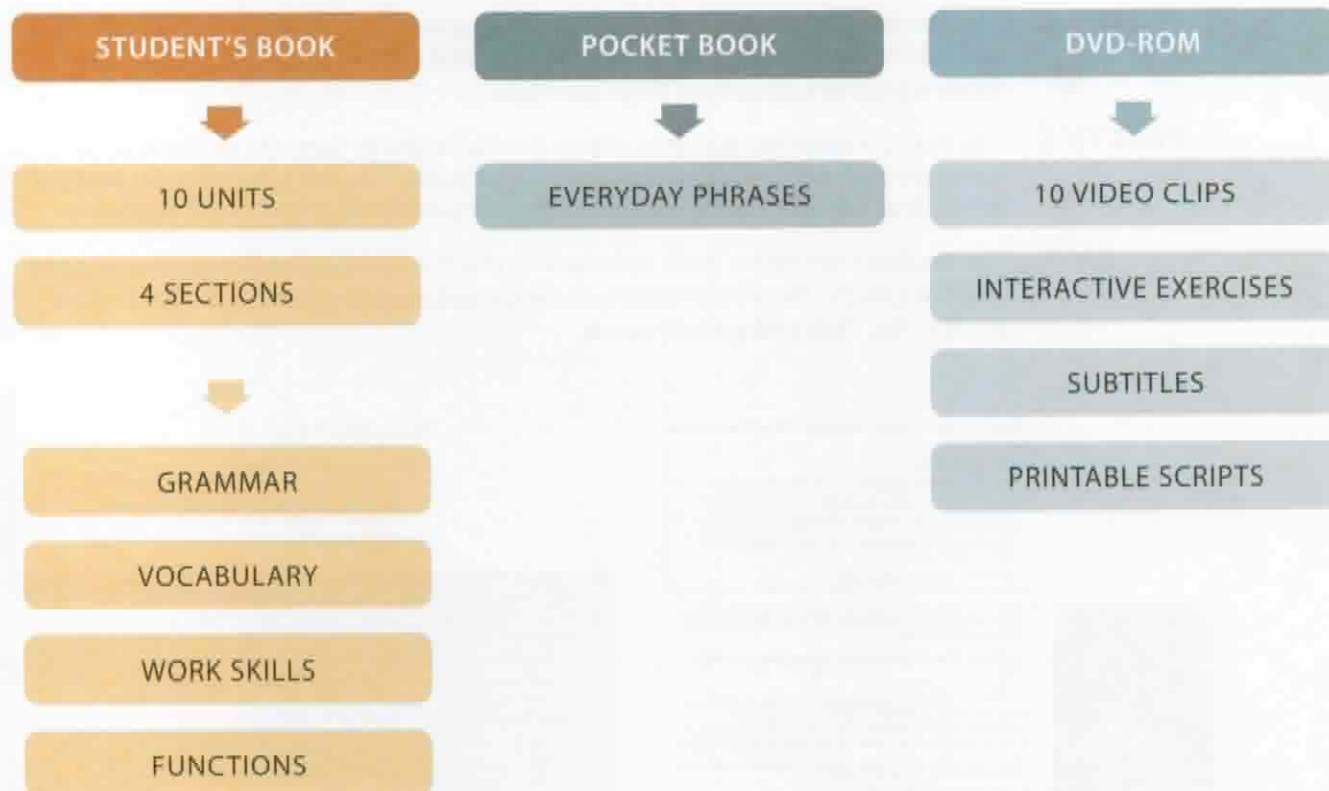 STUDENT'S BOOK
10 UNITS
4 SECTIONS
GRAMMAR
VOCABULARY
WORK SKILLS
FUNCTIONS
POCKET BOOK
EVERYDAY PHRASES
DVD-ROM
10 VIDEO CLIPS
INTERACTIVE EXERCISES
SUBTITLES
PRINTABLE SCRIPTS